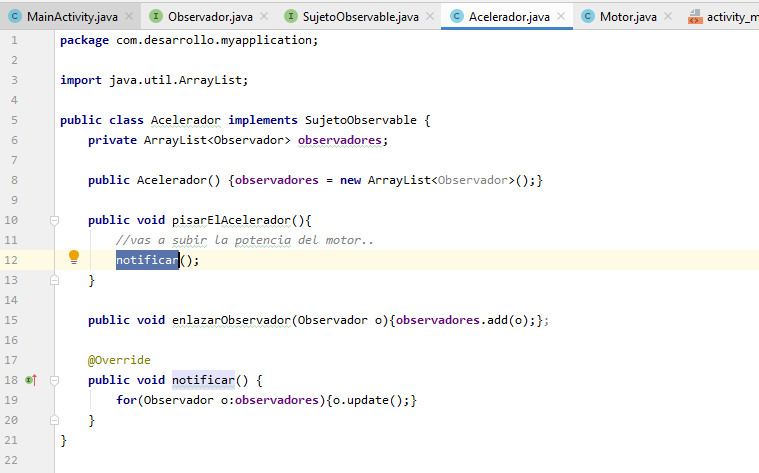 MainActivity.java Observador.java SujetoObservable.java Acelerador.java Motor.java activity_m
1 package com.desarrollo.myapplication;
2
3 import java.util.ArrayList;
4
5 public class Acelerador implements SujetoObservable {
6 private ArrayList<Observador> observadores;
7
8 public Acelerador() {observadores = new ArrayList<Observador>();}
9
10 public void pisarElAcelerador(){
11 //vas a subir la potencia del motor..
12 notificar();
13 }
14
15 public void enlazarObservador(Observador o){observadores.add(o);};
16
17 @Override
18 public void notificar() {
19 for(Observador o:observadores){o.update();}
20 }
21 }
22